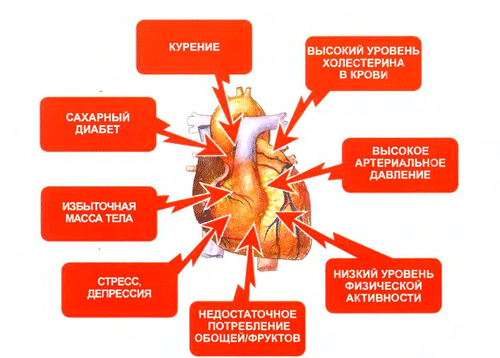 КУРЕНИЕ
ВЫСОКИЙ УРОВЕНЬ
ХОЛЕСТЕРИНА
В КРОВИ
САХАРНЫЙ
ДИАБЕТ
ВЫСОКОЕ
АРТЕРИАЛЬНОЕ
ДАВЛЕНИЕ
ИЗБЫТОЧНАЯ
МАССА ТЕЛА
СТРЕСС,
ДЕПРЕССИЯ
НИЗКИЙ УРОВЕНЬ
ФИЗИЧЕСКОЙ
АКТИВНОСТИ
НЕДОСТАТОЧНОЕ
ПОТРЕБЛЕНИЕ
ОБОЩЕЙ/ФРУКТОВ